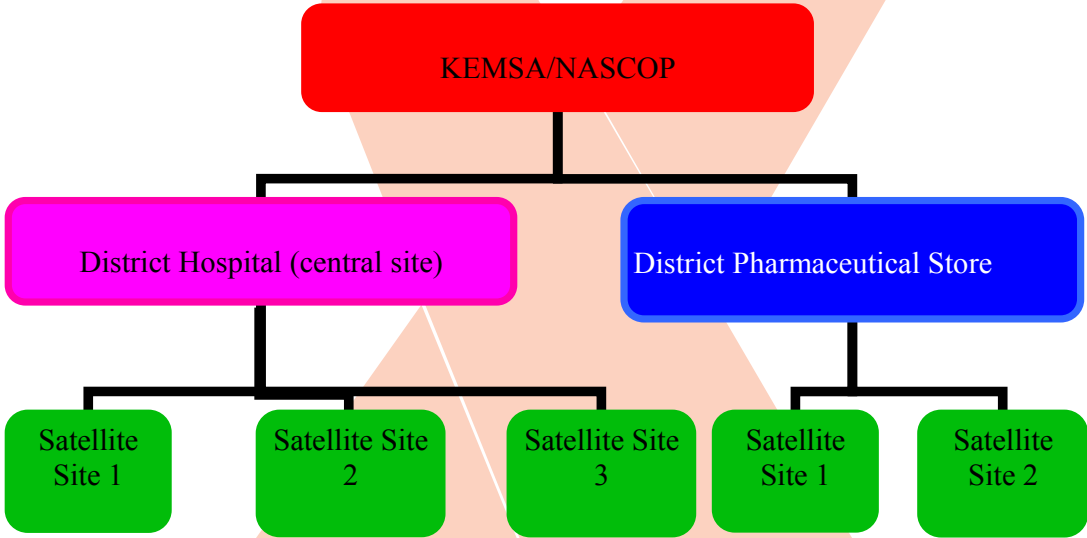 KEMSA/NASCOP
District Hospital (central site)
District Pharmaceutical Store
Satellite
Site 1
Satellite Site
2
Satellite Site
3
Satellite
Site 1
Satellite
Site 2